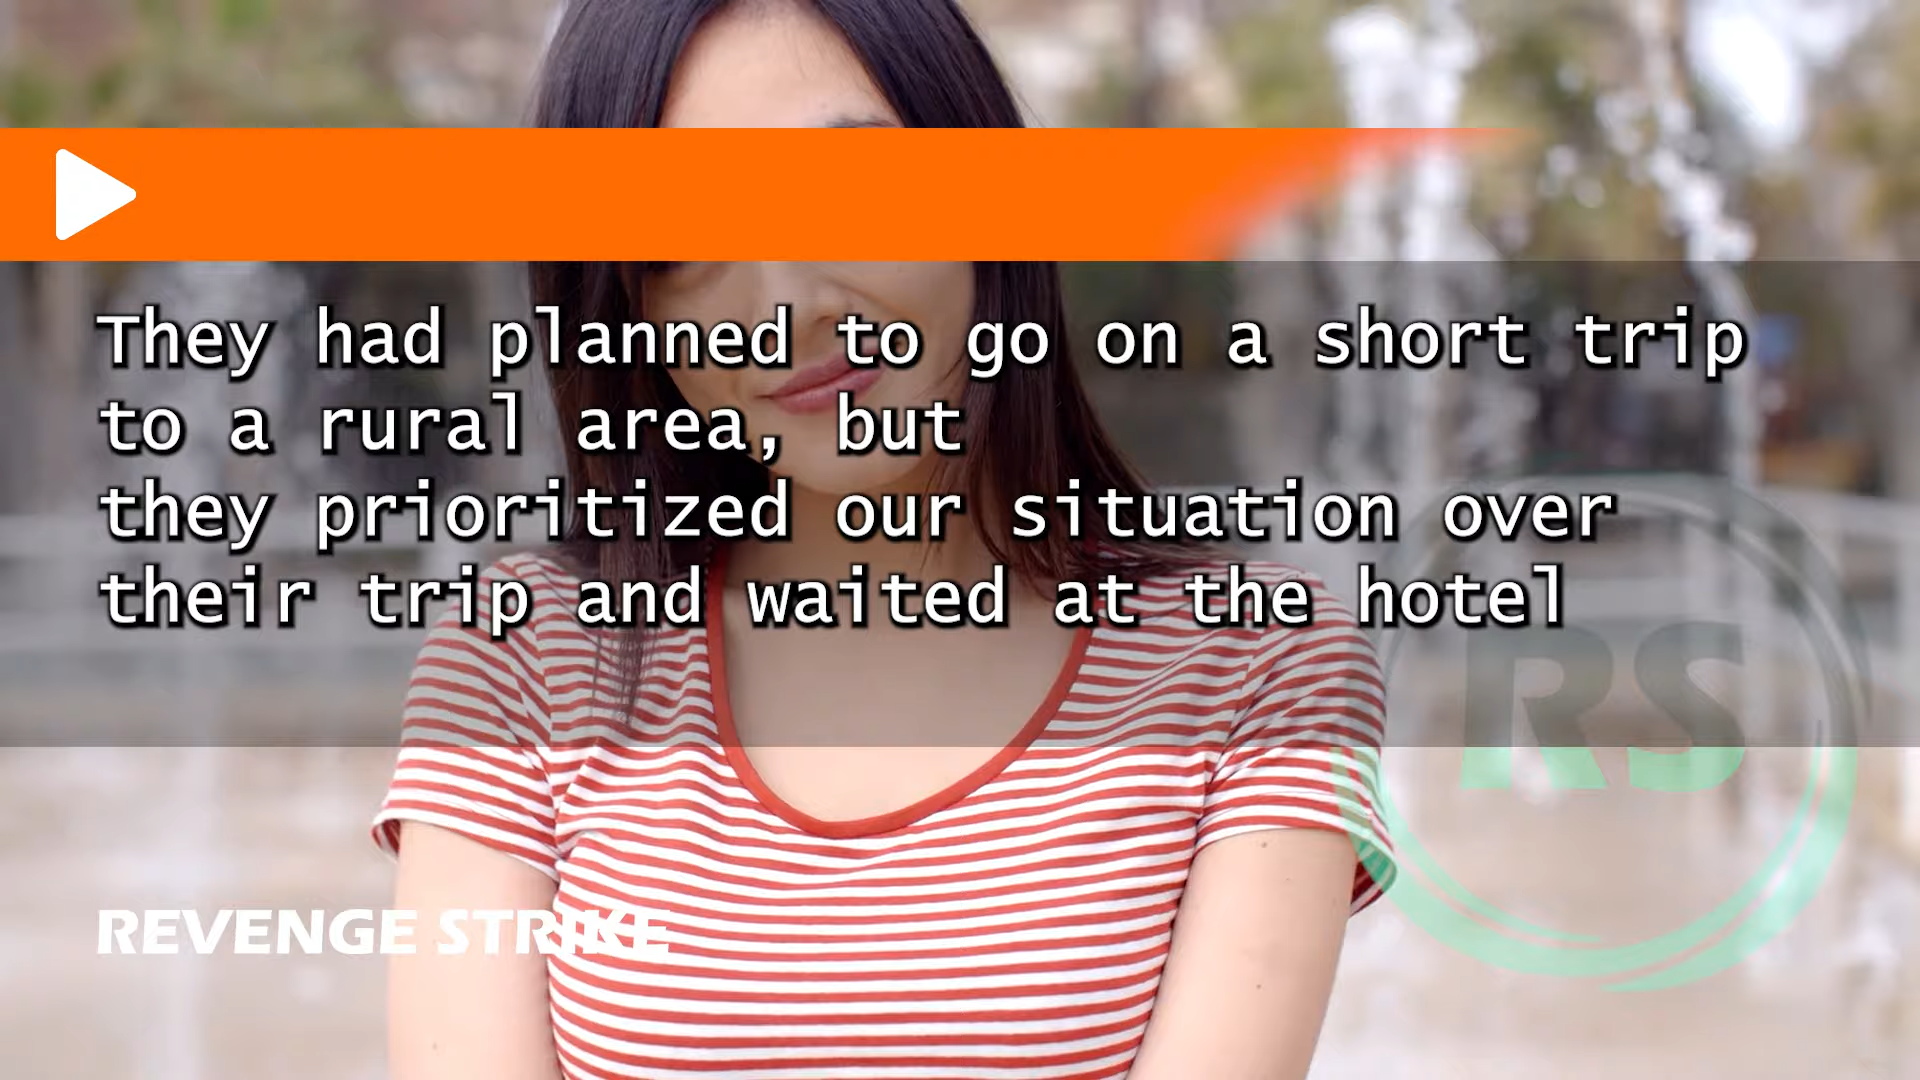 They had planned to go on a short trip
to a rural area, but
they prioritized our situation over
their trip and waited at the hotel
RS
REVENGE STRIKE